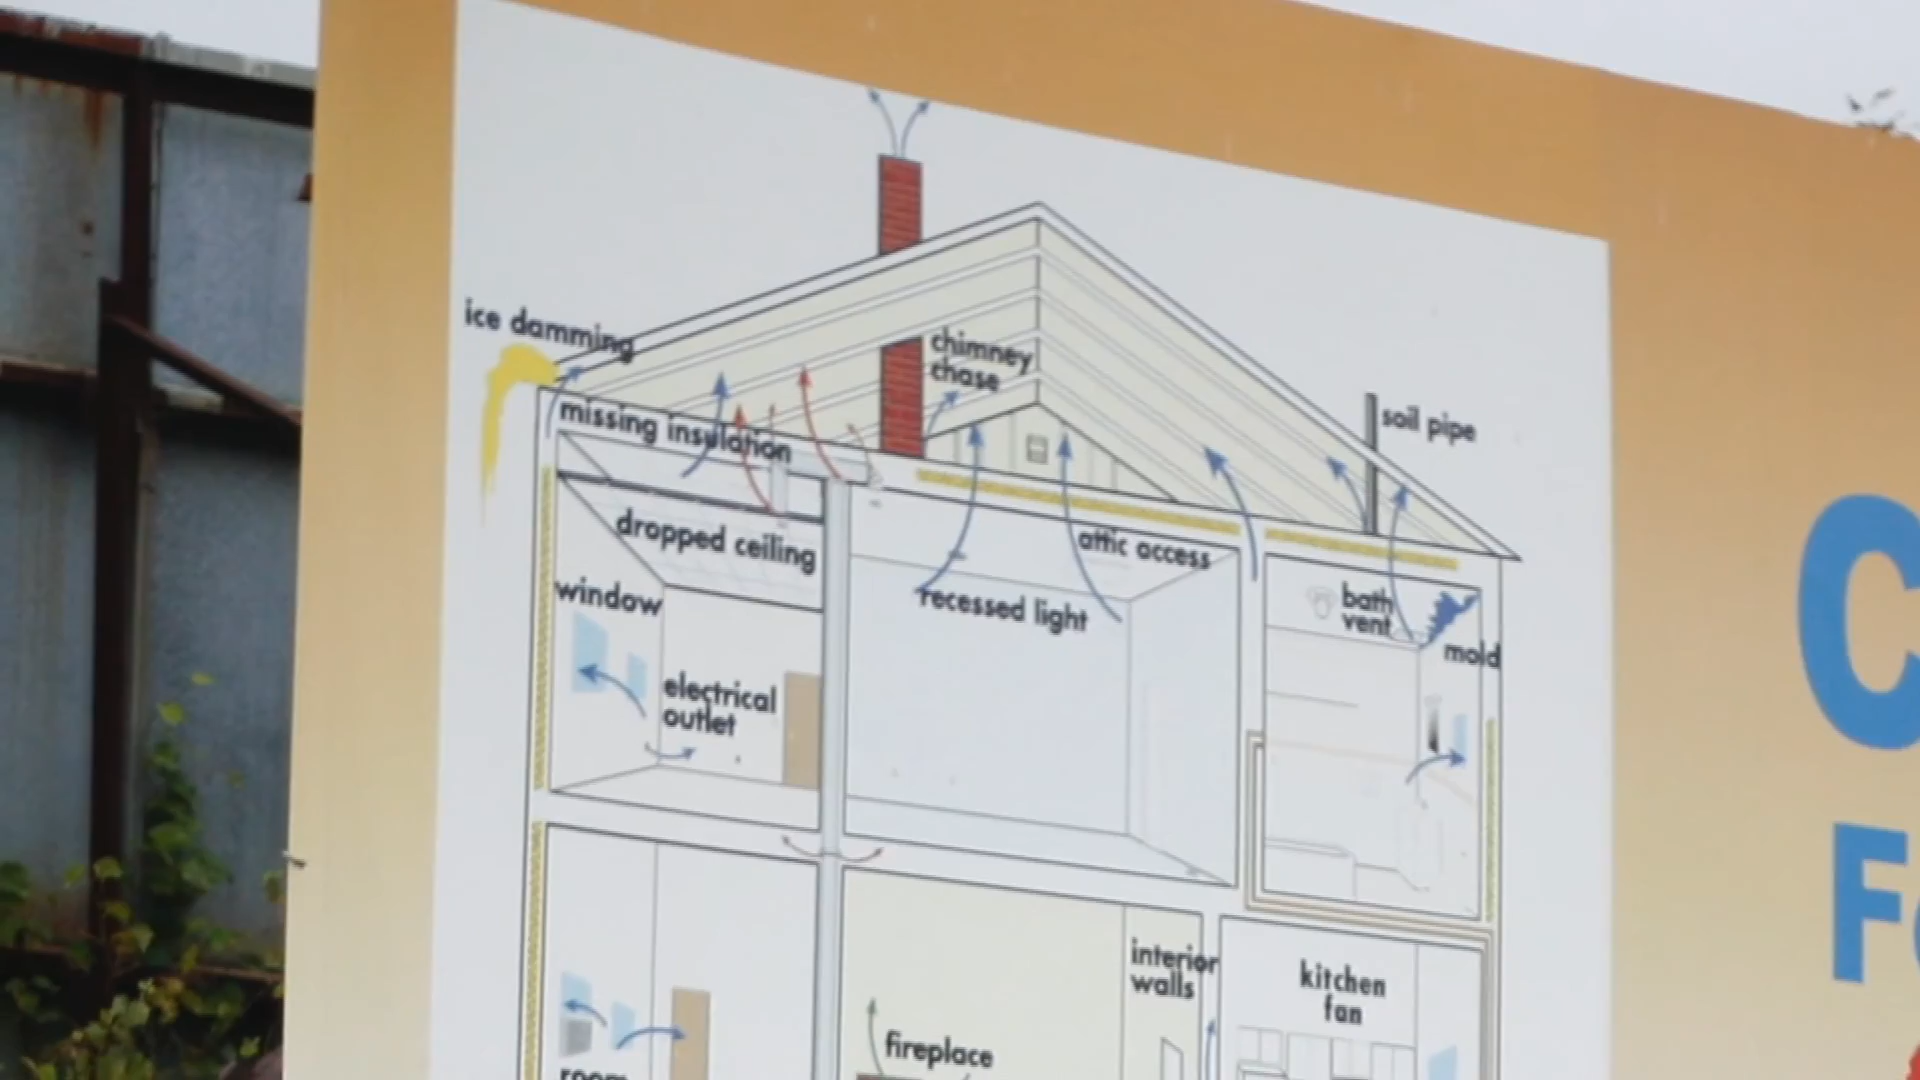 ice damming
chimney
chase
soil pipe
missing insulation
dropped ceiling
attic access
window
recessed light
bath
vent
mold
electrical
outlet
interior
walls
kitchen
fan
fireplace
room